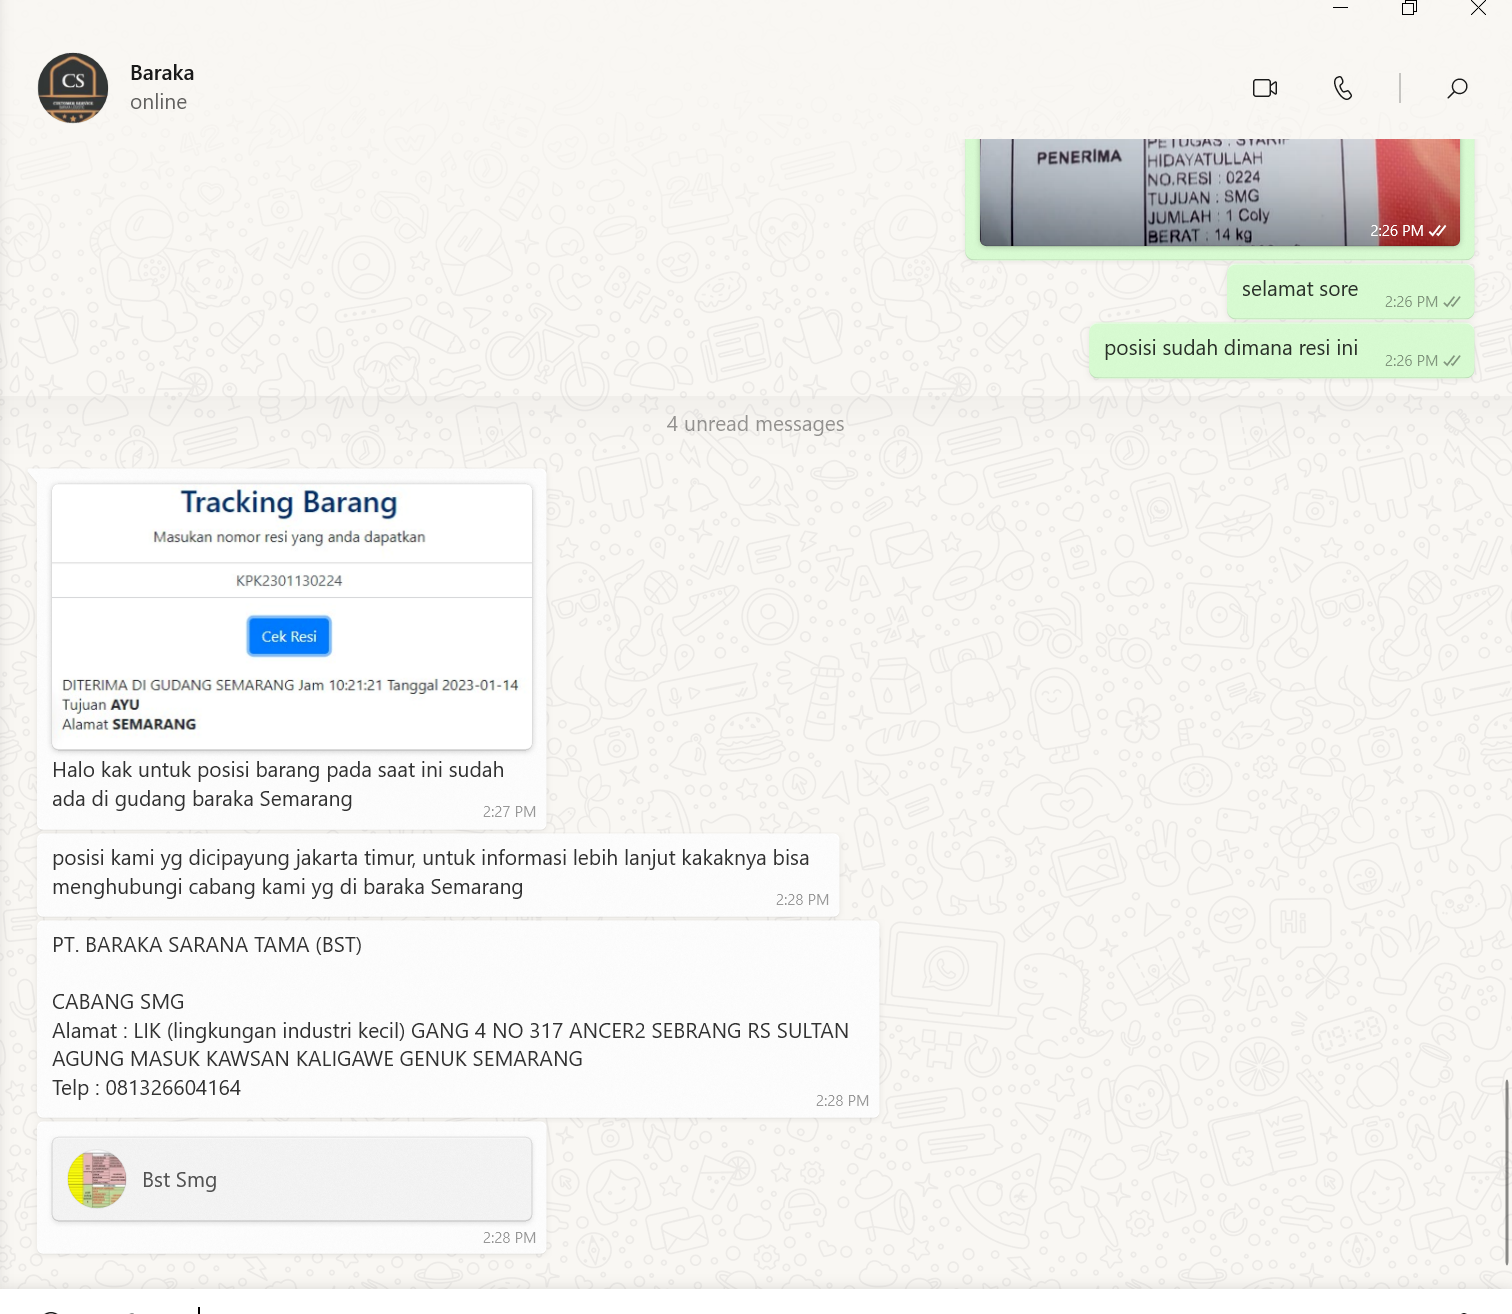 CS
CUSTOMER SERVICE
Baraka
online
PETUGAS : SYARIF
PENERIMA
HIDAYATULLAH
NO.RESI : 0224
TUJUAN : SMG
JUMLAH : 1 Coly
BERAT : 14 kg
2:26 PM
selamat sore
2:26 PM
posisi sudah dimana resi ini
2:26 PM
4 unread messages
Tracking Barang
Masukan nomor resi yang anda dapatkan
KPK2301130224
Cek Resi
DITERIMA DI GUDANG SEMARANG Jam 10:21:21 Tanggal 2023-01-14
Tujuan AYU
Alamat SEMARANG
Halo kak untuk posisi barang pada saat ini sudah
ada di gudang baraka Semarang
2:27 PM
posisi kami yg dicipayung jakarta timur, untuk informasi lebih lanjut kakaknya bisa
menghubungi cabang kami yg di baraka Semarang
2:28 PM
PT. BARAKA SARANA TAMA (BST)
CABANG SMG
Alamat : LIK (lingkungan industri kecil) GANG 4 NO 317 ANCER2 SEBRANG RS SULTAN
AGUNG MASUK KAWSAN KALIGAWE GENUK SEMARANG
Telp : 081326604164
2:28 PM
Bst Smg
2:28 PM